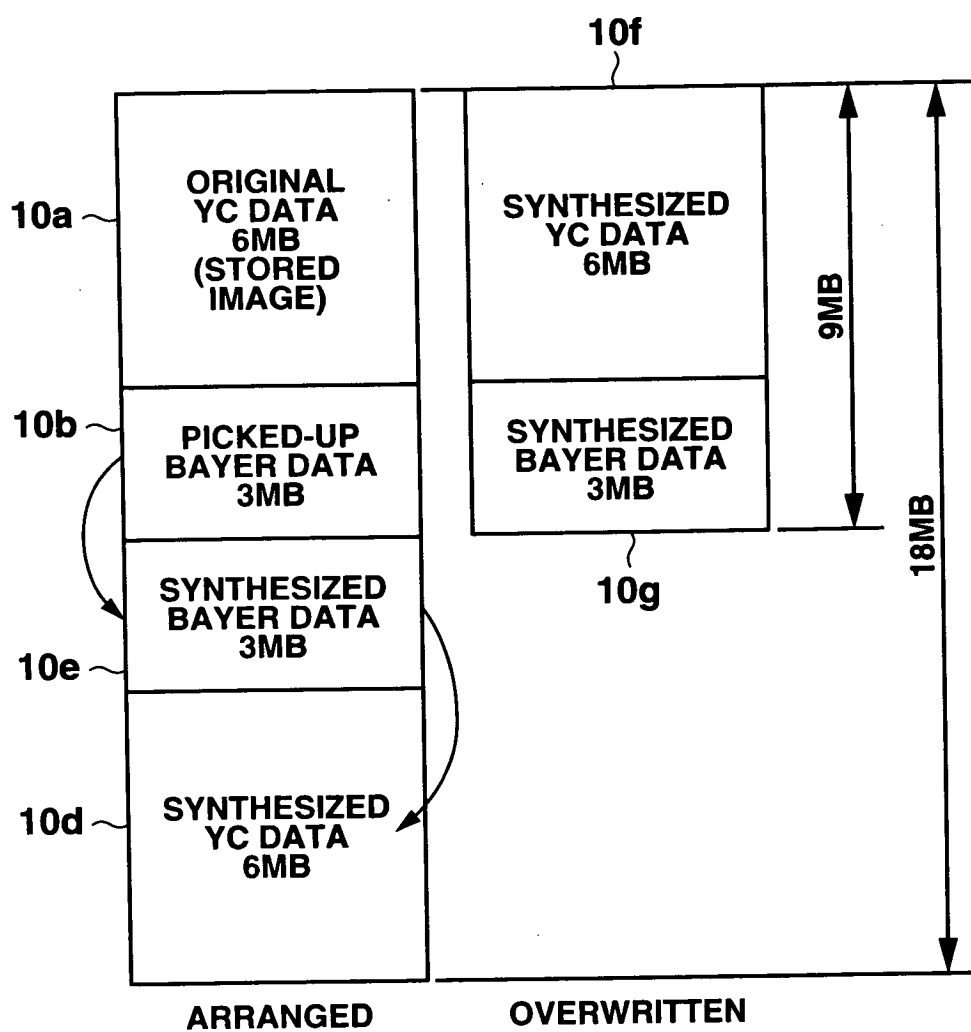 10f
10a
ORIGINAL
YC DATA
6MB
(STORED
IMAGE)
SYNTHESIZED
YC DATA
6MB
9MB
18MB
10b
PICKED-UP
BAYER DATA
3MB
SYNTHESIZED
BAYER DATA
3MB
10g
SYNTHESIZED
BAYER DATA
3MB
10e
10d
SYNTHESIZED
YC DATA
6MB
ARRANGED
OVERWRITTEN